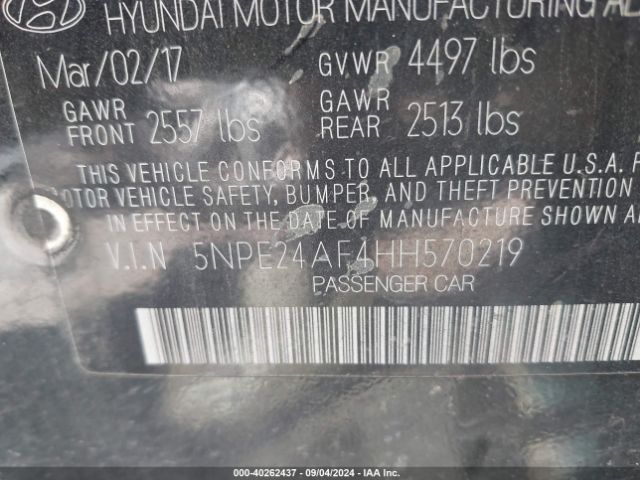 HYUNDAI MOTOR MANUFACTURING
Mar/02/17 GVWR 4497 lbs
GAWR FRONT 2557 lbs GAWR REAR 2513 lbs
THIS VEHICLE CONFORMS TO ALL APPLICABLE U.S.A.
MOTOR VEHICLE SAFETY, BUMPER, AND THEFT PREVENTION
IN EFFECT ON THE DATE OF MANUFACTURE SHOWN
V.I.N 5NPE24AF4HH570219
PASSENGER CAR
000-40262437 - 09/04/2024 - IAA Inc.